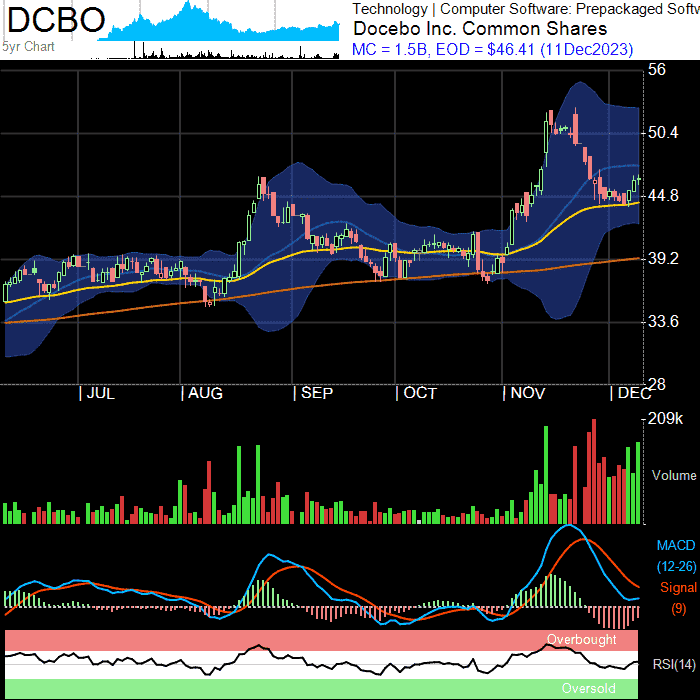 DCBO
5yr Chart
Technology | Computer Software: Prepackaged Softw
Docebo Inc. Common Shares
MC = 1.5B, EOD = $46.41 (11Dec2023)
56
50.4
44.8
39.2
33.6
28
| JUL | AUG | SEP | OCT | NOV | DEC
209k
Volume
MACD
(12-26)
Signal
(9)
Overbought
RSI(14)
Oversold